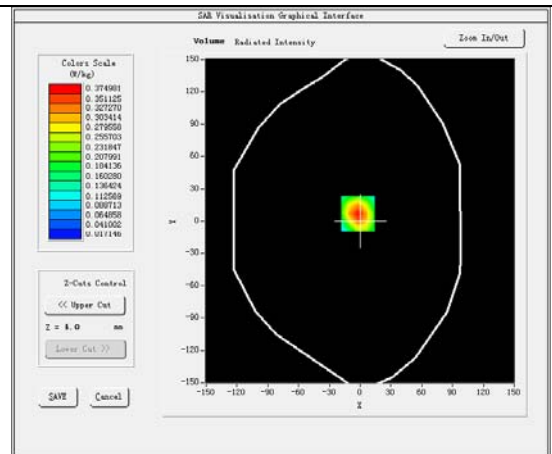 SAR Visualisation Graphical Interface
Volume Radiated Intensity
Zoom In/Out
Colors Scale
(W/kg)
0.374981
0.351125
0.327270
0.303414
0.279558
0.255703
0.231847
0.207991
0.184136
0.160280
0.136424
0.112569
0.088713
0.064858
0.041002
0.017146
150
120
90
60
30
0
-30
-60
-90
-120
-150
Y
-150 -120 -90 -60 -30 0 30 60 90 120 150
X
Z-Cuts Control
<< Upper Cut
Z = 4.0 mm
Lower Cut >>
SAVE
Cancel